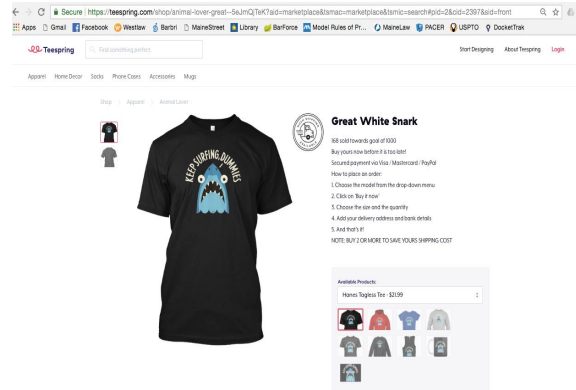 Secure https://teespring.com/shop/animal-lover-great--5eJmQjTeK?aid=marketplace&tsmac=marketplace&tsmic=search#pid=2&cid=2397&sid=front
Apps Gmail Facebook Westlaw Barbri MaineStreet Library BarForce Model Rules of Pr... MaineLaw PACER USPTO DocketTrak
Teespring Find something perfect Start Designing About Teespring Login
Apparel Home Decor Socks Phone Cases Accessories Mugs
Shop Apparel Animal Lover
KEEP SURFING, DUMMIES
Great White Snark
168 sold towards goal of 1000
Buy yours now before it is too late!
Secured payment via Visa / Mastercard / PayPal
How to place an order:
1. Choose the model from the drop-down menu
2. Click on 'Buy it now'
3. Choose the size and the quantity
4. Add your delivery address and bank details
5. And that's it!
NOTE: BUY 2 OR MORE TO SAVE YOURS SHIPPING COST
Available Products:
Hanes Tagless Tee - $21.99